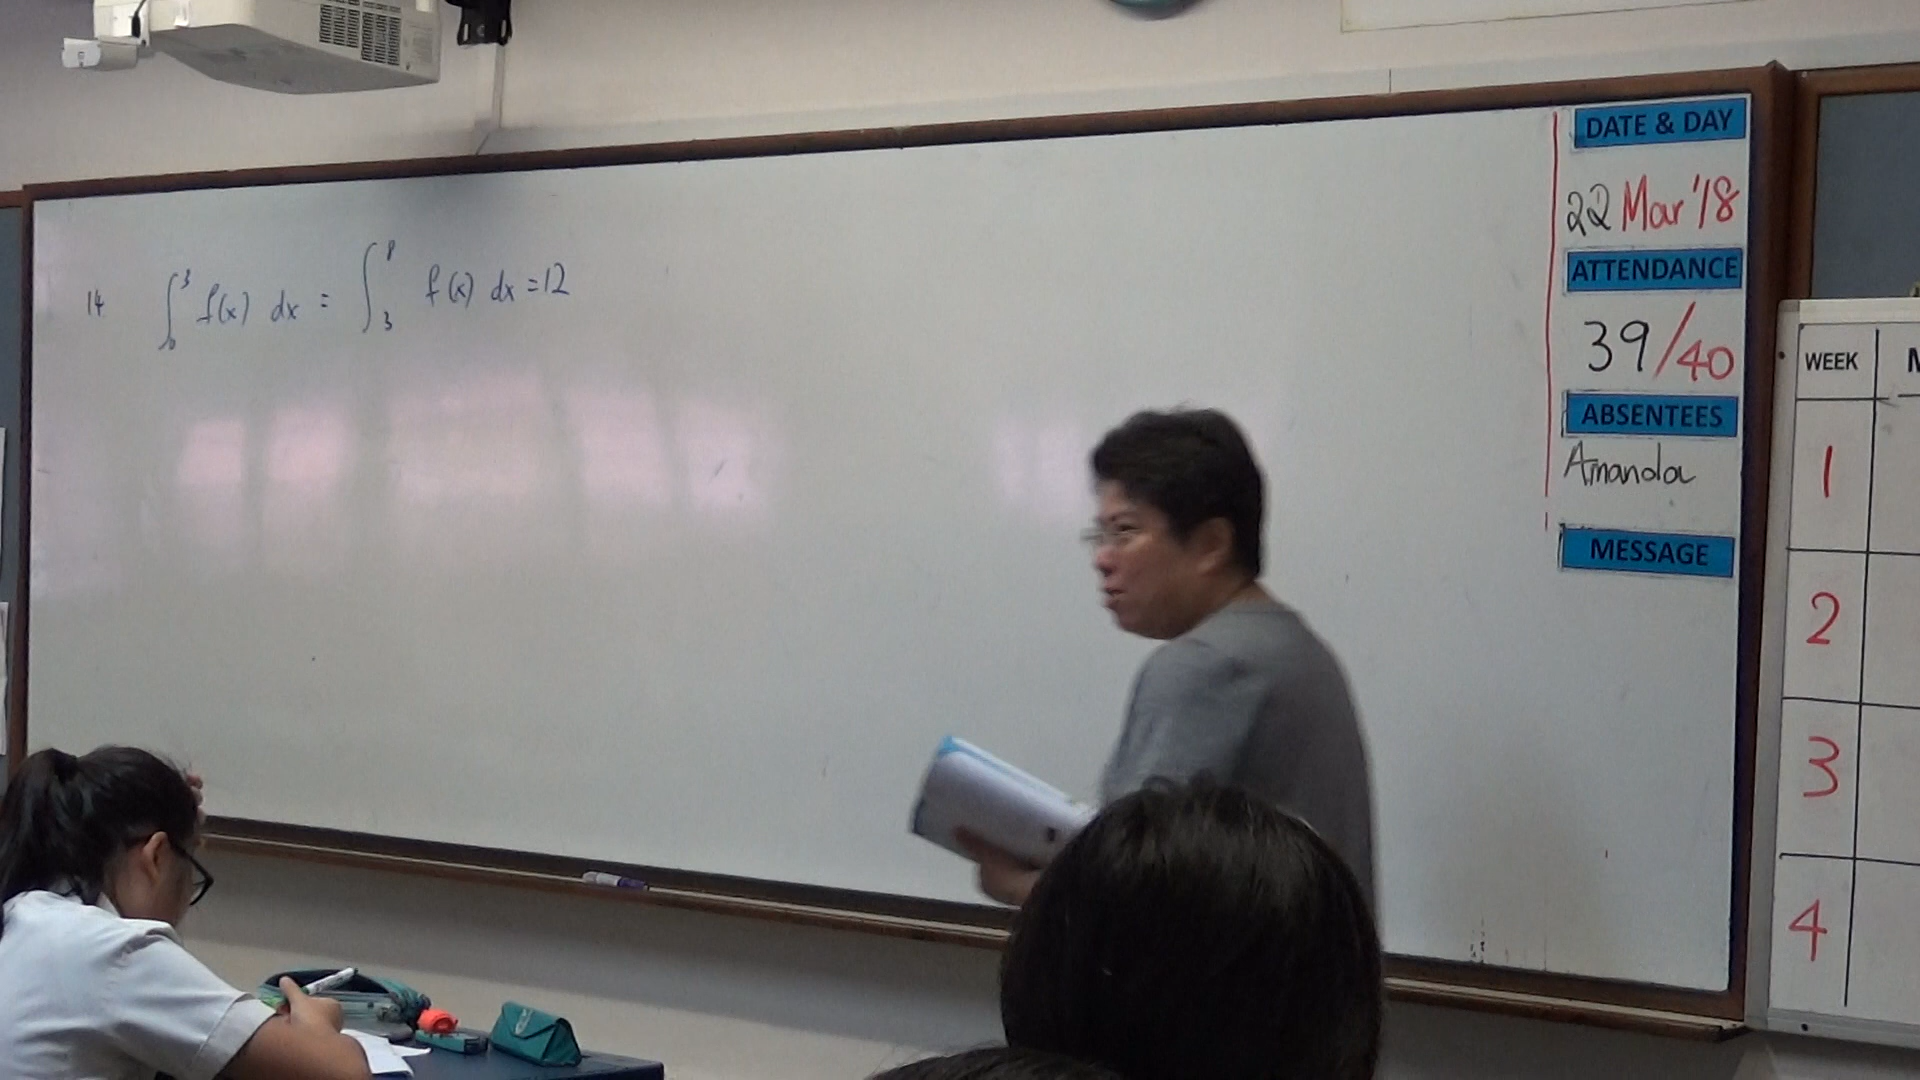 14 ∫₀³ f(x) dx = ∫₃⁸ f(x) dx = 12
DATE & DAY
22 Mar '18
ATTENDANCE
39/40
ABSENTEES
Amanda
MESSAGE
WEEK
1
2
3
4